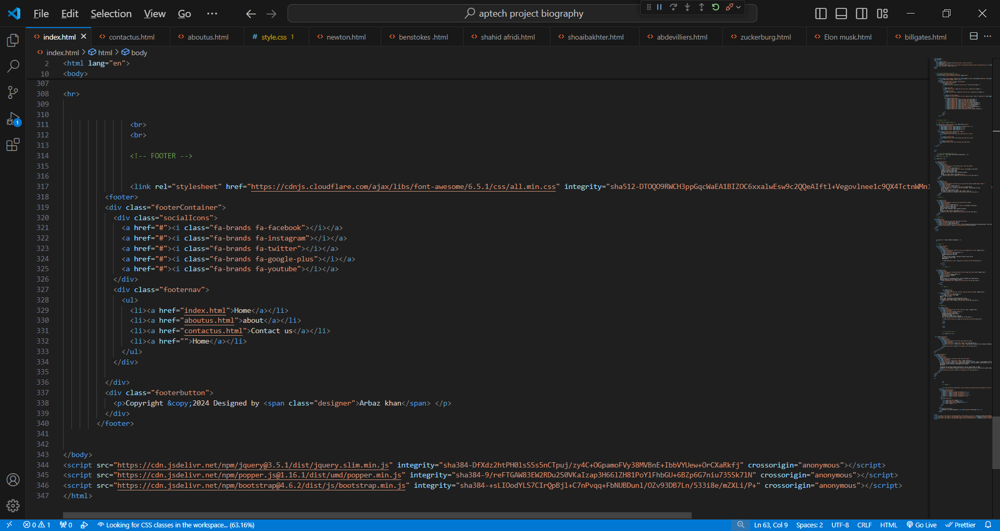 File Edit Selection View Go ··· aptech project biography
index.html contactus.html aboutus.html style.css 1 newton.html benstokes .html shahid afridi.html shoaibakhter.html abdevilliers.html zuckerburg.html Elon musk.html billgates.html
index.html > html > body
2 <html lang="en">
10 <body>
307
308 <hr>
309
310
311 <br>
312 <br>
313
314 <!-- FOOTER -->
315
316
317 <link rel="stylesheet" href="https://cdnjs.cloudflare.com/ajax/libs/font-awesome/6.5.1/css/all.min.css" integrity="sha512-DTOQO9RWCH3ppGqcWaEA1BIZOC6xxalwEsw9c2QQeAIftl+Vegovlnee1c9QX4TctnWMn1
318 <footer>
319 <div class="footerContainer">
320 <div class="socialIcons">
321 <a href="#"><i class="fa-brands fa-facebook"></i></a>
322 <a href="#"><i class="fa-brands fa-instagram"></i></a>
323 <a href="#"><i class="fa-brands fa-twitter"></i></a>
324 <a href="#"><i class="fa-brands fa-google-plus"></i></a>
325 <a href="#"><i class="fa-brands fa-youtube"></i></a>
326 </div>
327 <div class="footernav">
328 <ul>
329 <li><a href="index.html">Home</a></li>
330 <li><a href="aboutus.html">about</a></li>
331 <li><a href="contactus.html">Contact us</a></li>
332 <li><a href="">Home</a></li>
333 </ul>
334 </div>
335
336 </div>
337 <div class="footerbutton">
338 <p>Copyright &copy;2024 Designed by <span class="designer">Arbaz khan</span> </p>
339 </div>
340 </footer>
341
342
343 </body>
344 <script src="https://cdn.jsdelivr.net/npm/jquery@3.5.1/dist/jquery.slim.min.js" integrity="sha384-DfXdz2htPH0lsSSs5nCTpuj/zy4C+OGpamoFVy38MVBnE+IbbVYUew+OrCXaRkfj" crossorigin="anonymous"></script>
345 <script src="https://cdn.jsdelivr.net/npm/popper.js@1.16.1/dist/umd/popper.min.js" integrity="sha384-9/reFTGAW83EW2RDu2S0VKaIzap3H66lZH81PoYlFhbGU+6BZp6G7niu735Sk7lN" crossorigin="anonymous"></script>
346 <script src="https://cdn.jsdelivr.net/npm/bootstrap@4.6.2/dist/js/bootstrap.min.js" integrity="sha384-+sLIOodYLS7CIrQpBjl+C7nPvqq+FbNUBDunl/OZv93DB7Ln/533i8e/mZXLi/P+" crossorigin="anonymous"></script>
347 </html>
1
0 1 0 Looking for CSS classes in the workspace... (63.16%) Ln 63, Col 9 Spaces: 2 UTF-8 CRLF HTML Go Live Prettier